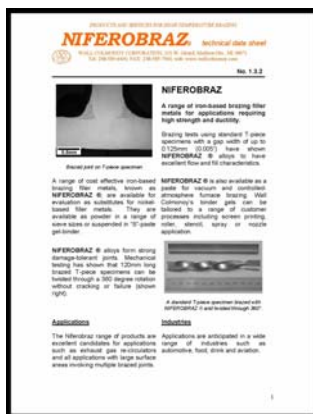 PRODUCTS AND SERVICES FOR HIGH TEMPERATURE BRAZING
NIFEROBRAZ® technical data sheet
WALL COLMONOY CORPORATION
No. 1.3.2
NIFEROBRAZ
A range of iron-based brazing filler
metals for applications requiring
high strength and ductility.
Brazing tests using standard T-piece
specimens with a gap width of up to
0.125mm (0.005") have shown
NIFEROBRAZ ® alloys to have
excellent flow and fill characteristics.
Brazed joint on T-piece specimen
A range of cost effective iron-based
brazing filler metals, known as
NIFEROBRAZ ® are available for
evaluation as substitutes for nickel-
based filler metals. They are
available as powder in a range of
sieve sizes or suspended in "S" paste
gel-binder.
NIFEROBRAZ ® alloys form strong
damage-tolerant joints. Mechanical
testing has shown that 120mm long
brazed T-piece specimens can be
twisted through a 360 degree rotation
without cracking or failure (shown
right).
NIFEROBRAZ ® is also available as a
paste for vacuum and controlled-
atmosphere furnace brazing. Wall
Colmonoy's binder gels can be
tailored to a range of customer
processes including screen printing,
roller, stencil, spray or nozzle
application.
A standard T-piece specimen brazed with
NIFEROBRAZ ® and twisted through 360°.
Applications
The Niferobraz range of products are
excellent candidates for applications
such as exhaust gas re-circulators
and all applications with large surface
areas involving multiple brazed joints.
Industries
Applications are anticipated in a wide
range of industries such as
automotive, food, drink and aviation.
1